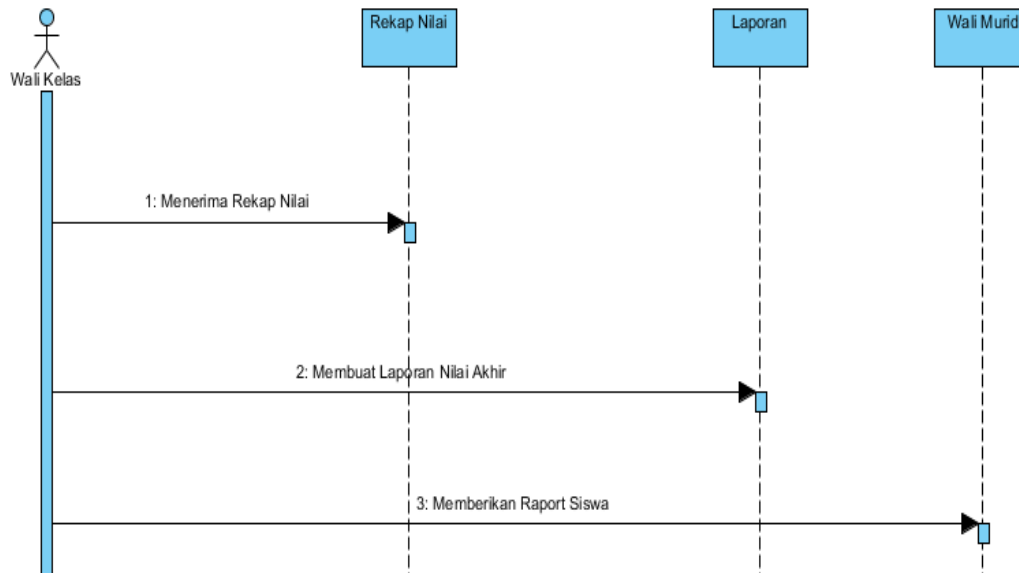 Rekap Nilai
Laporan
Wali Murid
Wali Kelas
1: Menerima Rekap Nilai
2: Membuat Laporan Nilai Akhir
3: Memberikan Raport Siswa